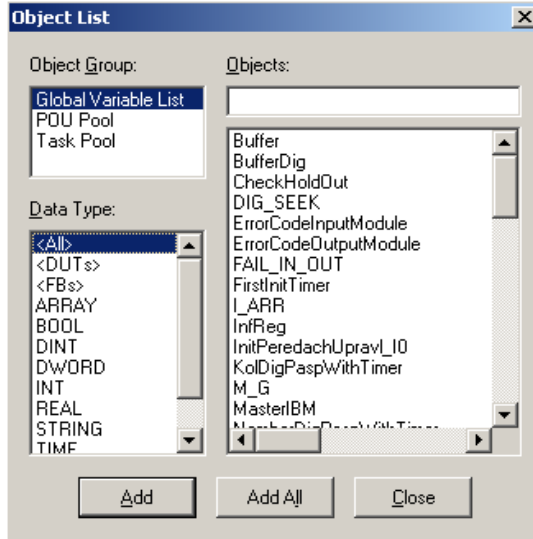 Object List
Object Group:
Global Variable List
POU Pool
Task Pool
Data Type:
<All>
<DUTs>
<FBs>
ARRAY
BOOL
DINT
DWORD
INT
REAL
STRING
TIME
Objects:
Buffer
BufferDig
CheckHoldOut
DIG_SEEK
ErrorCodeInputModule
ErrorCodeOutputModule
FAIL_IN_OUT
FirstInitTimer
I_ARR
InfReg
InitPeredachUpravl_I0
KolDigPaspWithTimer
M_G
MasterIBM
Add
Add All
Close